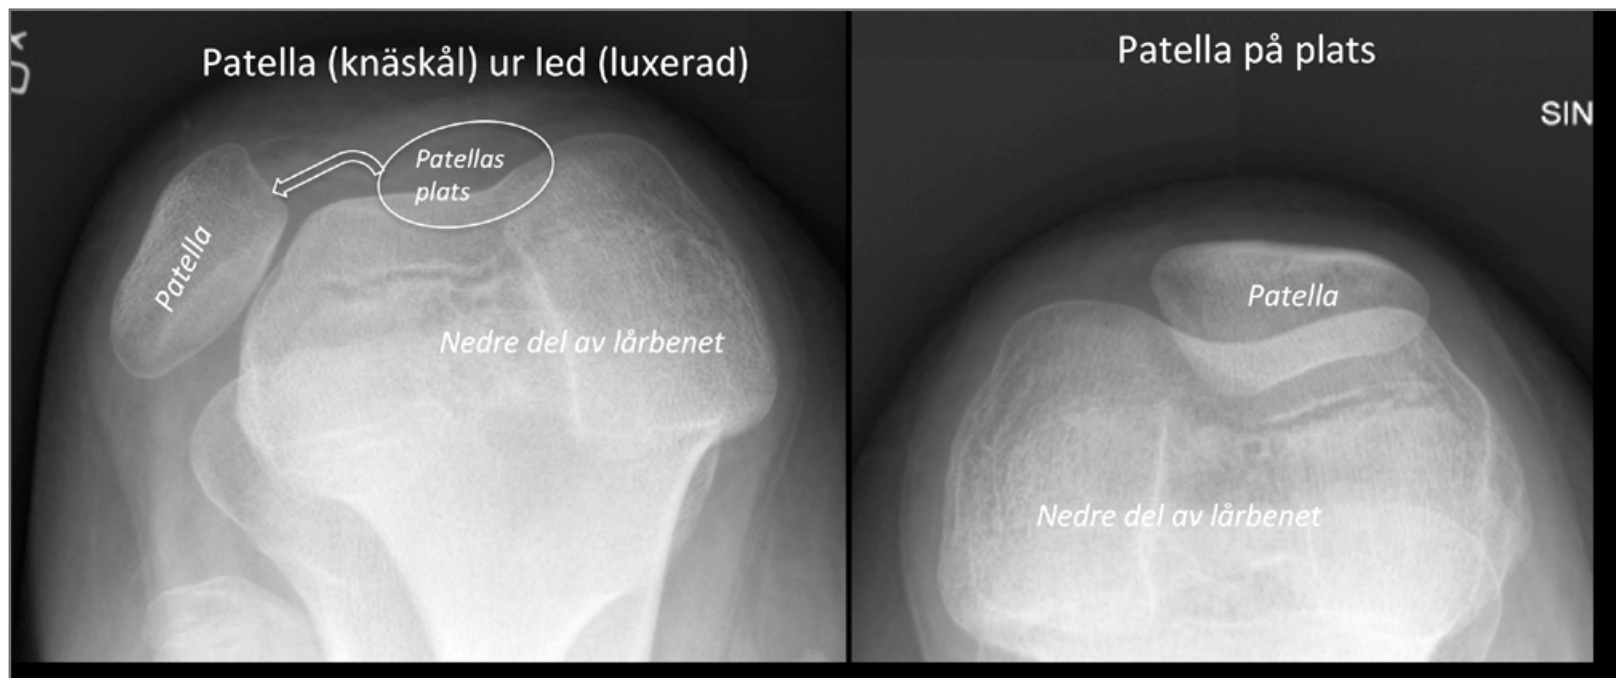 Patella (knäskål) ur led (luxerad)
Patellas
plats
Patella
Nedre del av lårbenet
Patella på plats
SIN
Patella
Nedre del av lårbenet